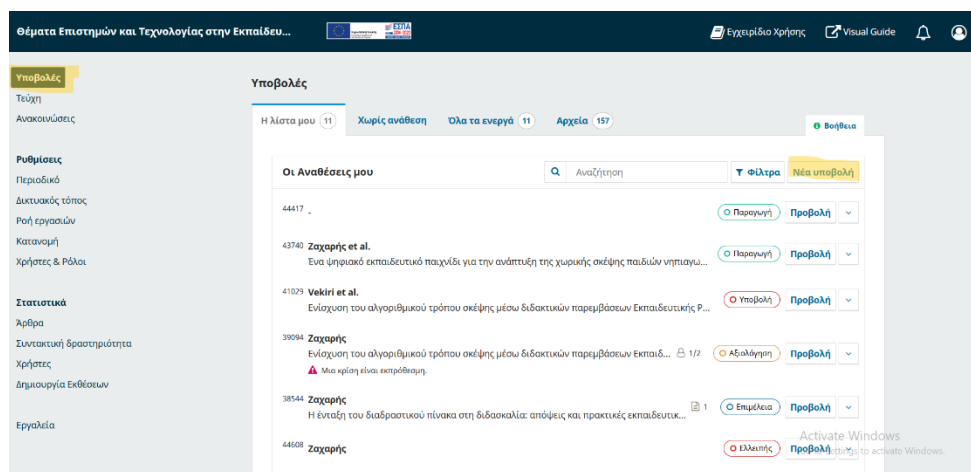 Θέματα Επιστημών και Τεχνολογίας στην Εκπαίδευ... ΕΣΠΑ Εγχειρίδιο Χρήσης Visual Guide
Υποβολές
Τεύχη
Ανακοινώσεις
Ρυθμίσεις
Περιοδικό
Δικτυακός τόπος
Ροή εργασιών
Κατανομή
Χρήστες & Ρόλοι
Στατιστικά
Άρθρα
Συντακτική δραστηριότητα
Χρήστες
Δημιουργία Εκθέσεων
Εργαλεία
Υποβολές
Η λίστα μου 11 Χωρίς ανάθεση Όλα τα ενεργά 11 Αρχεία 157 Βοήθεια
Οι Αναθέσεις μου Αναζήτηση Φίλτρα Νέα υποβολή
44417 . Παραγωγή Προβολή
43740 Ζαχαρής et al. Παραγωγή Προβολή
Ένα ψηφιακό εκπαιδευτικό παιχνίδι για την ανάπτυξη της χωρικής σκέψης παιδιών νηπιαγω...
41029 Vekiri et al. Υποβολή Προβολή
Ενίσχυση του αλγοριθμικού τρόπου σκέψης μέσω διδακτικών παρεμβάσεων Εκπαιδευτικής Ρ...
39094 Ζαχαρής
Ενίσχυση του αλγοριθμικού τρόπου σκέψης μέσω διδακτικών παρεμβάσεων Εκπαιδ... 1/2 Αξιολόγηση Προβολή
Μια κρίση είναι εκπρόθεσμη.
38544 Ζαχαρής
Η ένταξη του διαδραστικού πίνακα στη διδασκαλία: απόψεις και πρακτικές εκπαιδευτικ... 1 Επιμέλεια Προβολή
44608 Ζαχαρής Ελλειπής Προβολή
Activate Windows
to activate Windows.